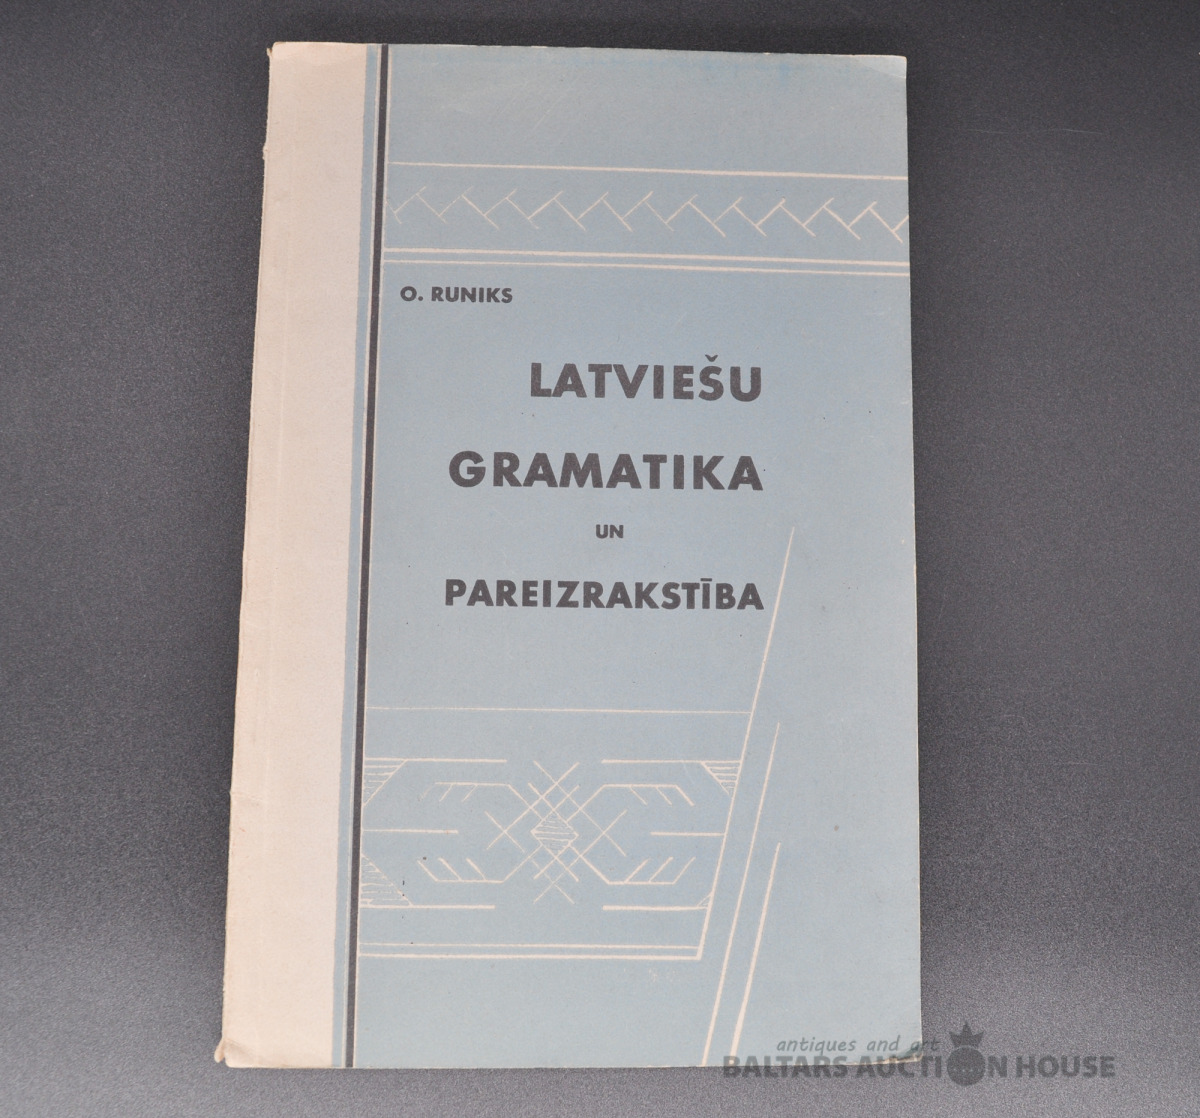 O. RUNIKS
LATVIEŠU
GRAMATIKA
UN
PAREIZRAKSTĪBA
antiques and art
BALTARS AUCTION HOUSE